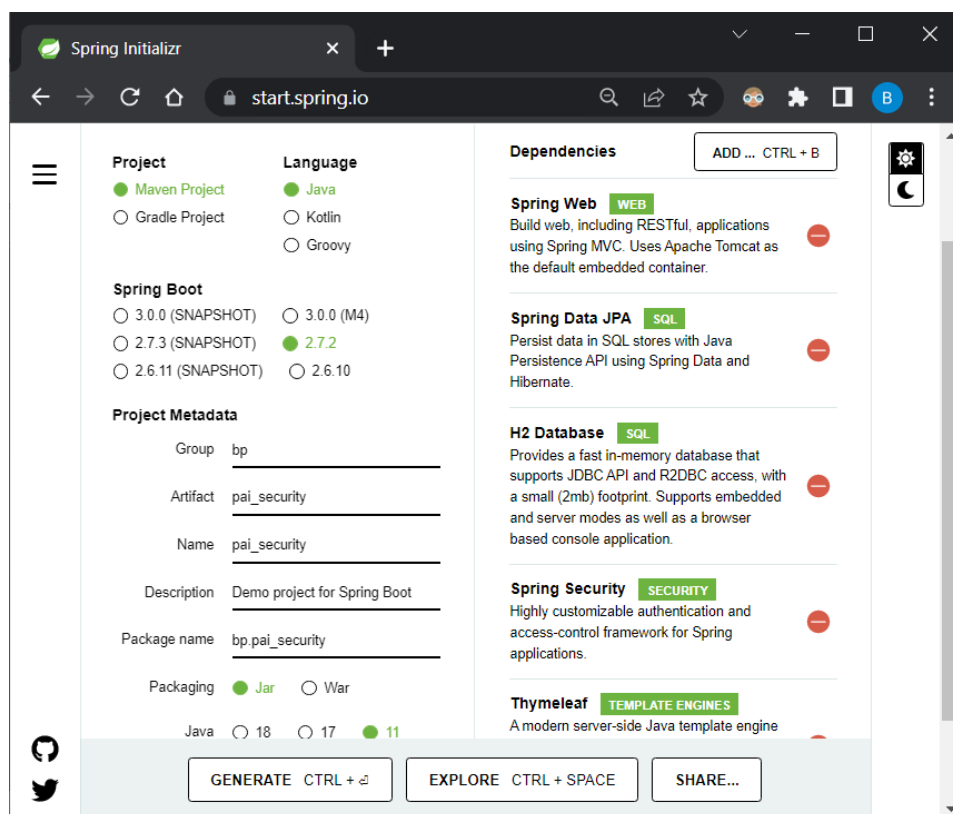 Spring Initializr
start.spring.io
B
Project
Maven Project
Gradle Project
Language
Java
Kotlin
Groovy
Spring Boot
3.0.0 (SNAPSHOT) 3.0.0 (M4)
2.7.3 (SNAPSHOT) 2.7.2
2.6.11 (SNAPSHOT) 2.6.10
Project Metadata
Group bp
Artifact pai_security
Name pai_security
Description Demo project for Spring Boot
Package name bp.pai_security
Packaging Jar War
Java 18 17 11
Dependencies
ADD ... CTRL + B
Spring Web WEB
Build web, including RESTful, applications
using Spring MVC. Uses Apache Tomcat as
the default embedded container.
Spring Data JPA SQL
Persist data in SQL stores with Java
Persistence API using Spring Data and
Hibernate.
H2 Database SQL
Provides a fast in-memory database that
supports JDBC API and R2DBC access, with
a small (2mb) footprint. Supports embedded
and server modes as well as a browser
based console application.
Spring Security SECURITY
Highly customizable authentication and
access-control framework for Spring
applications.
Thymeleaf TEMPLATE ENGINES
A modern server-side Java template engine
GENERATE CTRL + ⏎
EXPLORE CTRL + SPACE
SHARE...